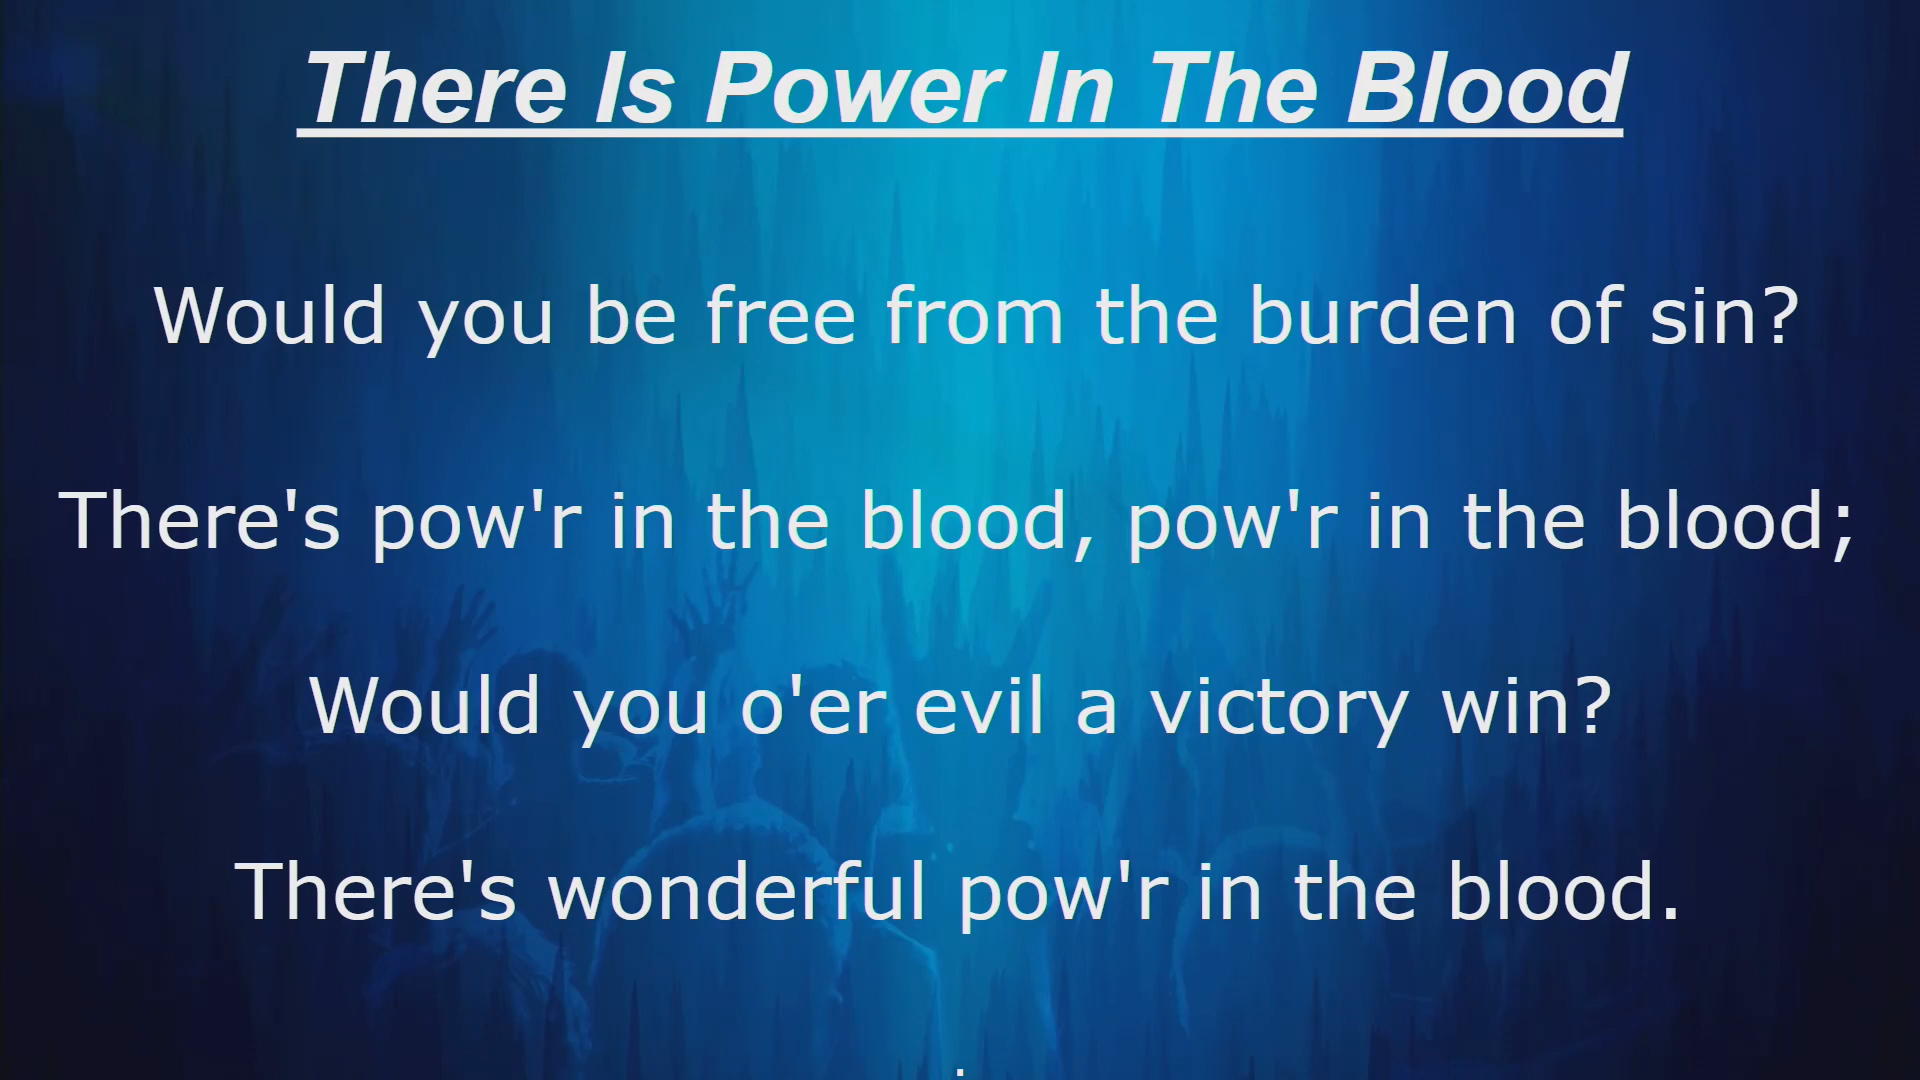 There Is Power In The Blood
Would you be free from the burden of sin?
There's pow'r in the blood, pow'r in the blood;
Would you o'er evil a victory win?
There's wonderful pow'r in the blood.
.